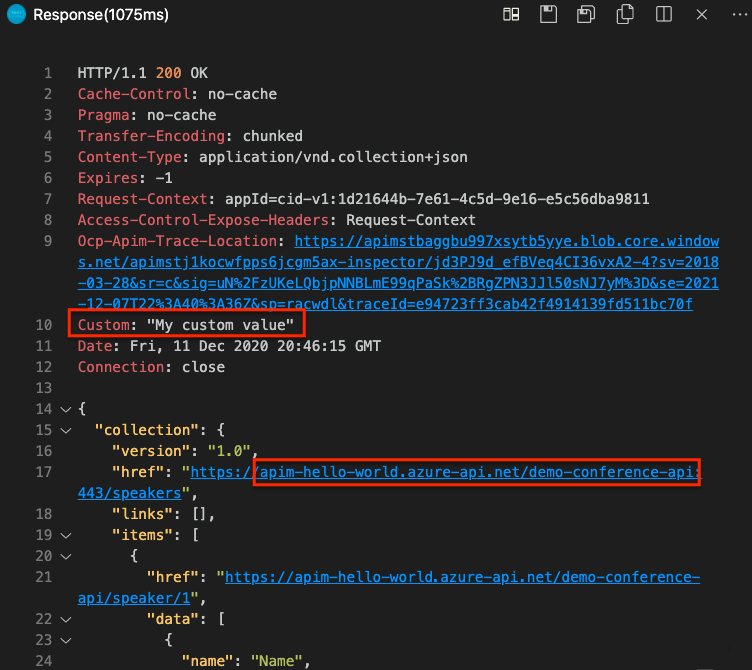 Response(1075ms)
1 HTTP/1.1 200 OK
2 Cache-Control: no-cache
3 Pragma: no-cache
4 Transfer-Encoding: chunked
5 Content-Type: application/vnd.collection+json
6 Expires: -1
7 Request-Context: appId=cid-v1:1d21644b-7e61-4c5d-9e16-e5c56dba9811
8 Access-Control-Expose-Headers: Request-Context
9 Ocp-Apim-Trace-Location: https://apimstbaggbu997xsytb5yye.blob.core.window
s.net/apimstj1kocwfpps6jcgm5ax-inspector/jd3PJ9d_efBVeq4CI36vxA2-4?sv=2018
-03-28&sr=c&sig=uN%2FzUKeLQbjpNNBLmE99qPaSk%2BRgZPN3JJl50sNJ7yM%3D&se=2021
-12-07T22%3A40%3A36Z&sp=racwdl&traceId=e94723ff3cab42f4914139fd511bc70f
10 Custom: "My custom value"
11 Date: Fri, 11 Dec 2020 20:46:15 GMT
12 Connection: close
13
14 {
15 "collection": {
16 "version": "1.0",
17 "href": "https://apim-hello-world.azure-api.net/demo-conference-api:
443/speakers",
18 "links": [],
19 "items": [
20 {
21 "href": "https://apim-hello-world.azure-api.net/demo-conference-
api/speaker/1",
22 "data": [
23 {
24 "name": "Name",